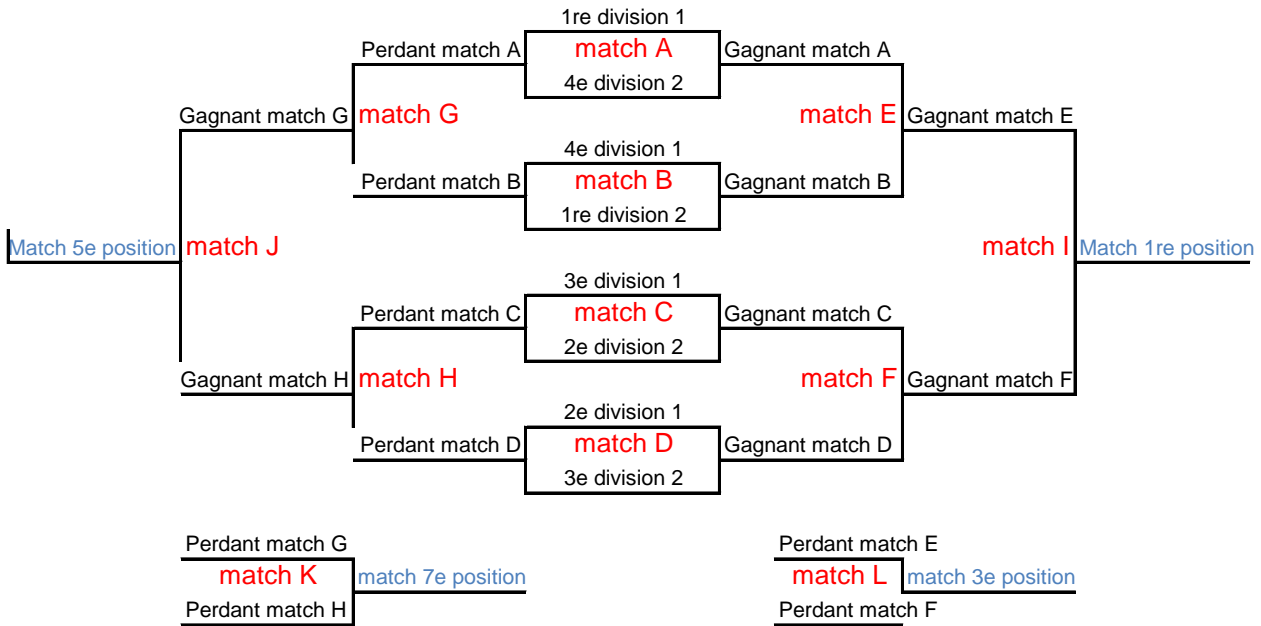 1re division 1
Perdant match A match A Gagnant match A
4e division 2
Gagnant match G match G match E Gagnant match E
4e division 1
Perdant match B match B Gagnant match B
1re division 2
Match 5e position match J match I Match 1re position
3e division 1
Perdant match C match C Gagnant match C
2e division 2
Gagnant match H match H match F Gagnant match F
2e division 1
Perdant match D match D Gagnant match D
3e division 2
Perdant match G Perdant match E
match K match 7e position match L match 3e position
Perdant match H Perdant match F